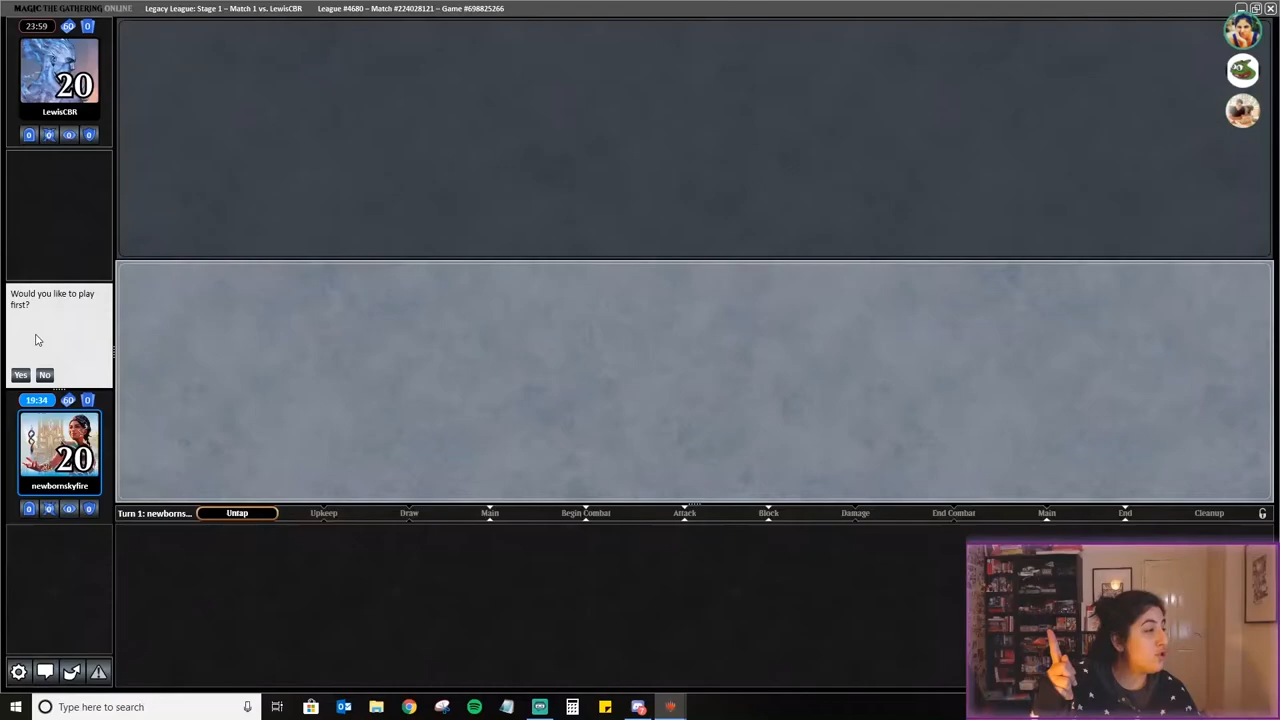 MAGIC THE GATHERING ONLINE
Legacy League: Stage 1 – Match 1 vs. LewisCBR
League #4680 – Match #224028121 – Game #698825266
23:59
60
0
20
LewisCBR
0 0 0 0
Would you like to play
first?
Yes No
19:34
60
0
20
newbornskyfire
0 0 0 0
Turn 1: newborns...
Untap
Upkeep
Draw
Main
Begin Combat
Attack
Block
Damage
End Combat
Main
End
Cleanup
Type here to search